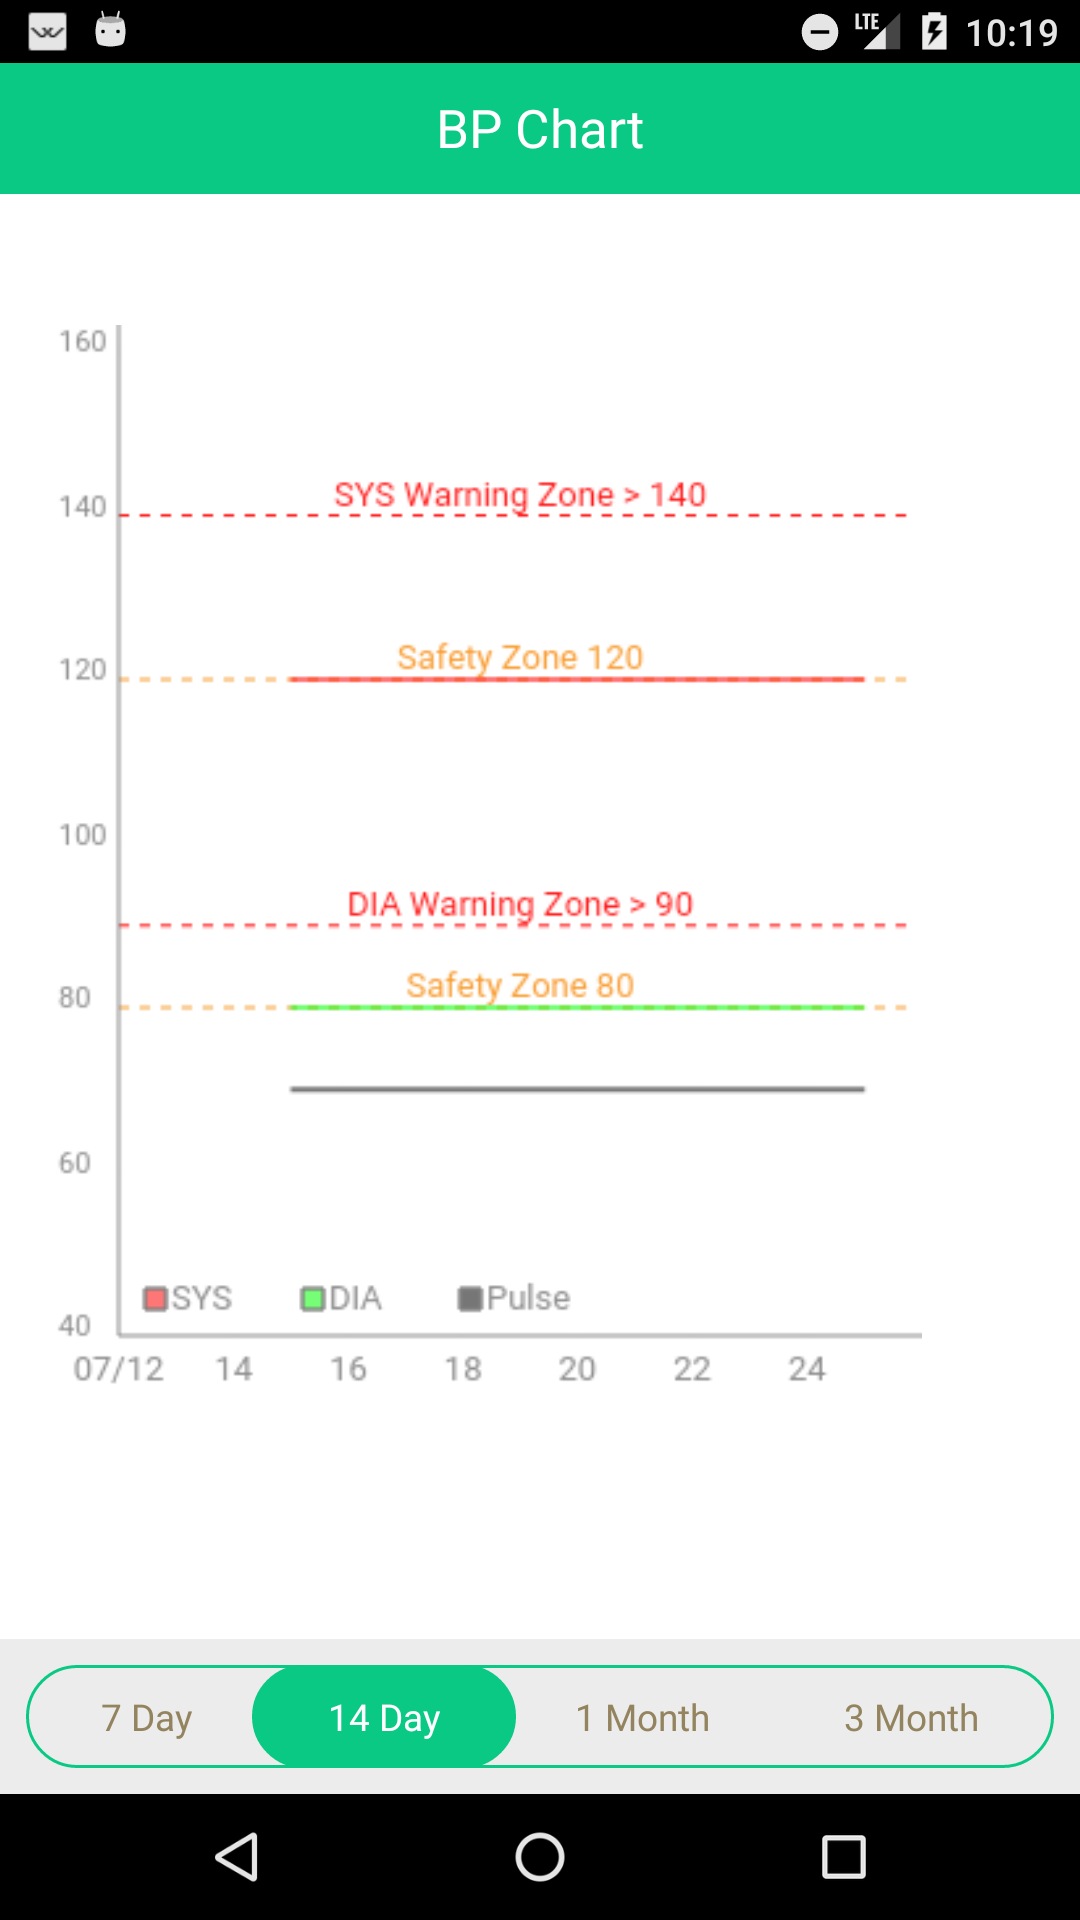 LTE 10:19
BP Chart
160
SYS Warning Zone > 140
140
Safety Zone 120
120
100
DIA Warning Zone > 90
Safety Zone 80
80
60
SYS DIA Pulse
40
07/12 14 16 18 20 22 24
7 Day 14 Day 1 Month 3 Month